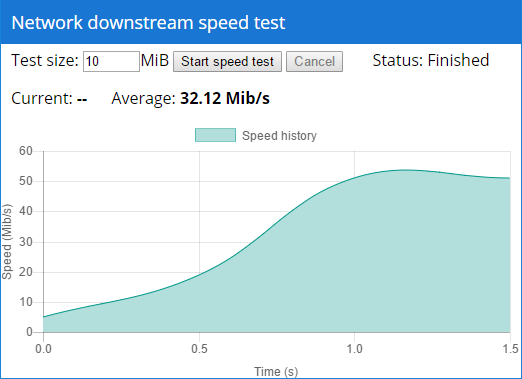 Network downstream speed test
Test size: 10 MiB Start speed test Cancel Status: Finished
Current: -- Average: 32.12 Mib/s
Speed history
60
50
40
30
20
10
0
Speed (Mib/s)
0.0 0.5 1.0 1.5
Time (s)